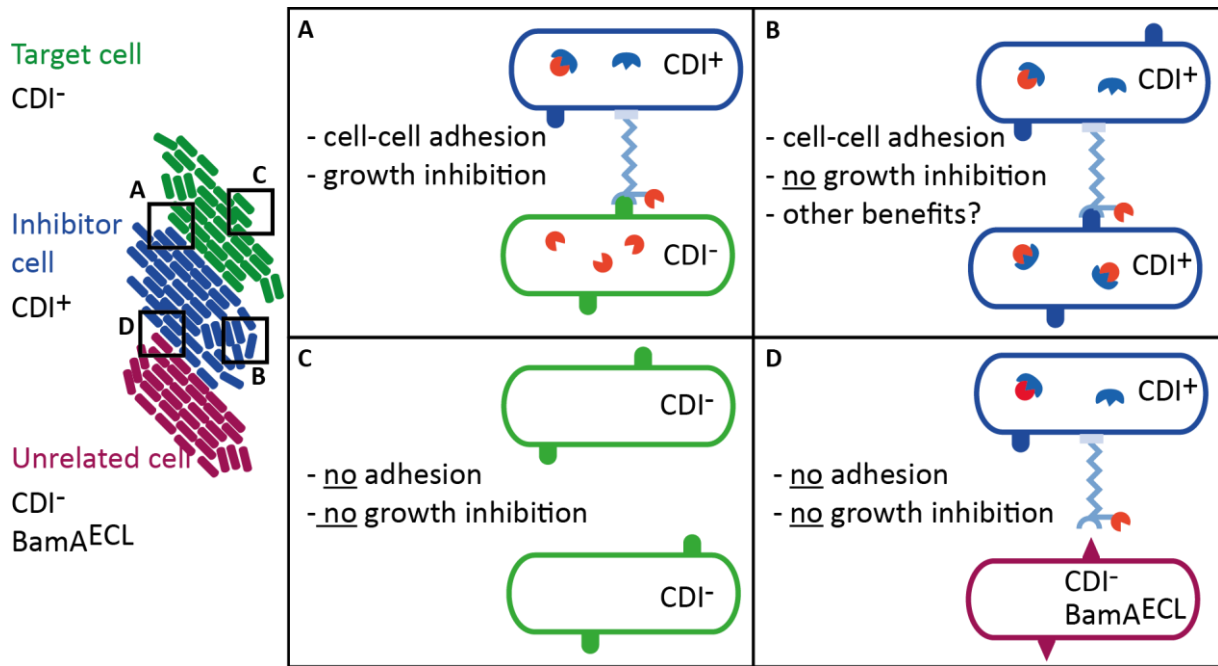 Target cell
CDI-
Inhibitor
cell
CDI+
Unrelated cell
CDI-
BamAECL
A
C
D
B
A
CDI+
- cell-cell adhesion
- growth inhibition
CDI-
B
CDI+
- cell-cell adhesion
- no growth inhibition
- other benefits?
CDI+
C
CDI-
- no adhesion
- no growth inhibition
CDI-
D
CDI+
- no adhesion
- no growth inhibition
CDI-
BamAECL